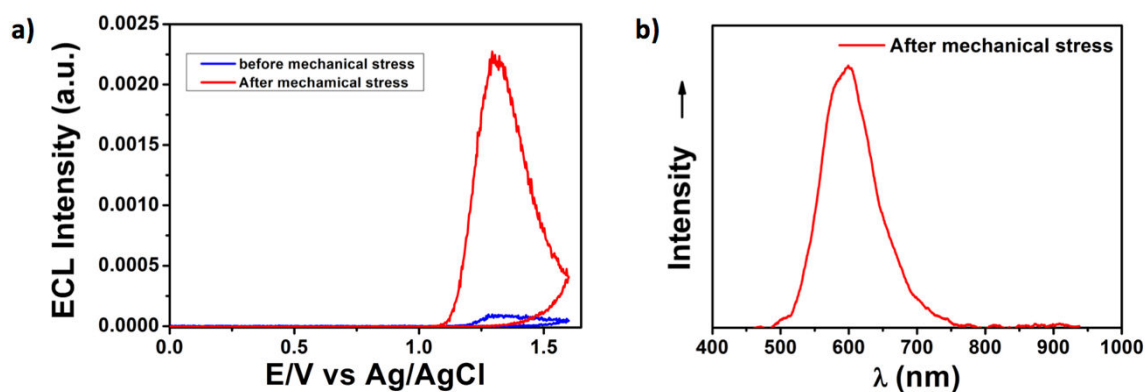 a)
ECL Intensity (a.u.)
0.0025
0.0020
0.0015
0.0010
0.0005
0.0000
before mechanical stress
After mechamical stress
0.0
0.5
1.0
1.5
E/V vs Ag/AgCl
b)
Intensity →
After mechanical stress
400
500
600
700
800
900
1000
λ (nm)